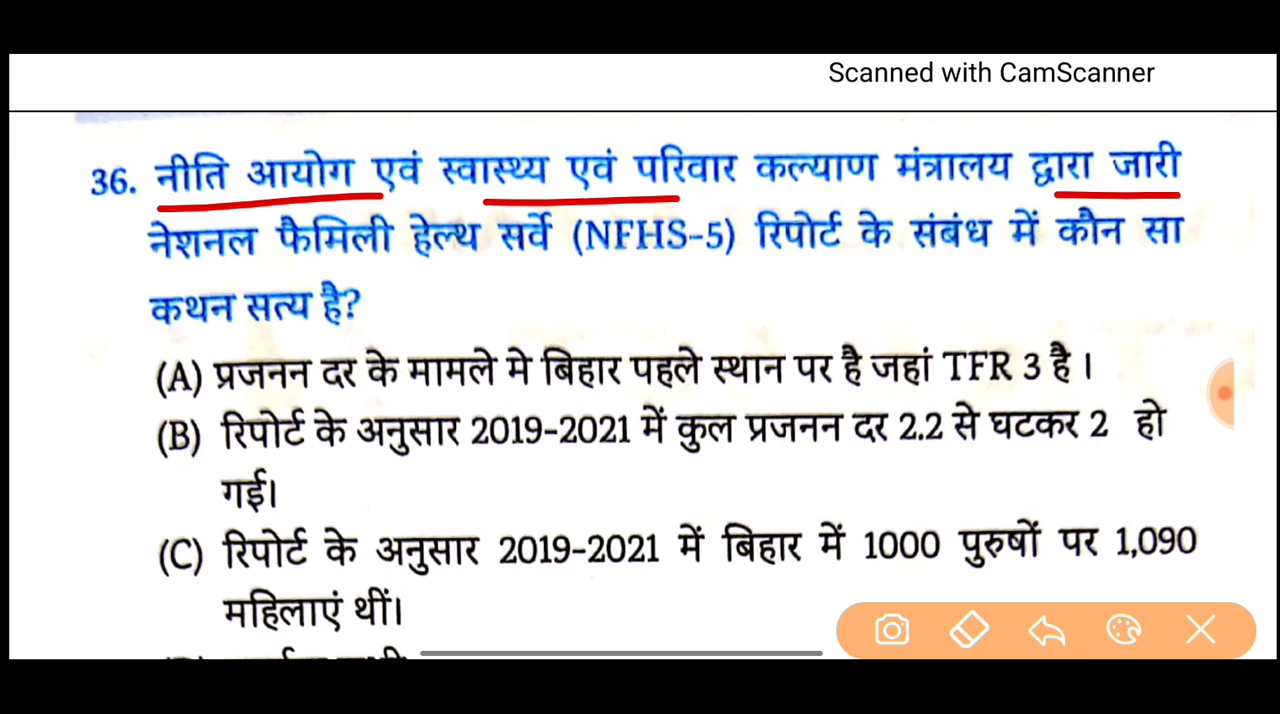 Scanned with CamScanner
36. नीति आयोग एवं स्वास्थ्य एवं परिवार कल्याण मंत्रालय द्वारा जारी
नेशनल फैमिली हेल्थ सर्वे (NFHS-5) रिपोर्ट के संबंध में कौन सा
कथन सत्य है?
(A) प्रजनन दर के मामले मे बिहार पहले स्थान पर है जहां TFR 3 है।
(B) रिपोर्ट के अनुसार 2019-2021 में कुल प्रजनन दर 2.2 से घटकर 2 हो
गई।
(C) रिपोर्ट के अनुसार 2019-2021 में बिहार में 1000 पुरुषों पर 1,090
महिलाएं थीं।